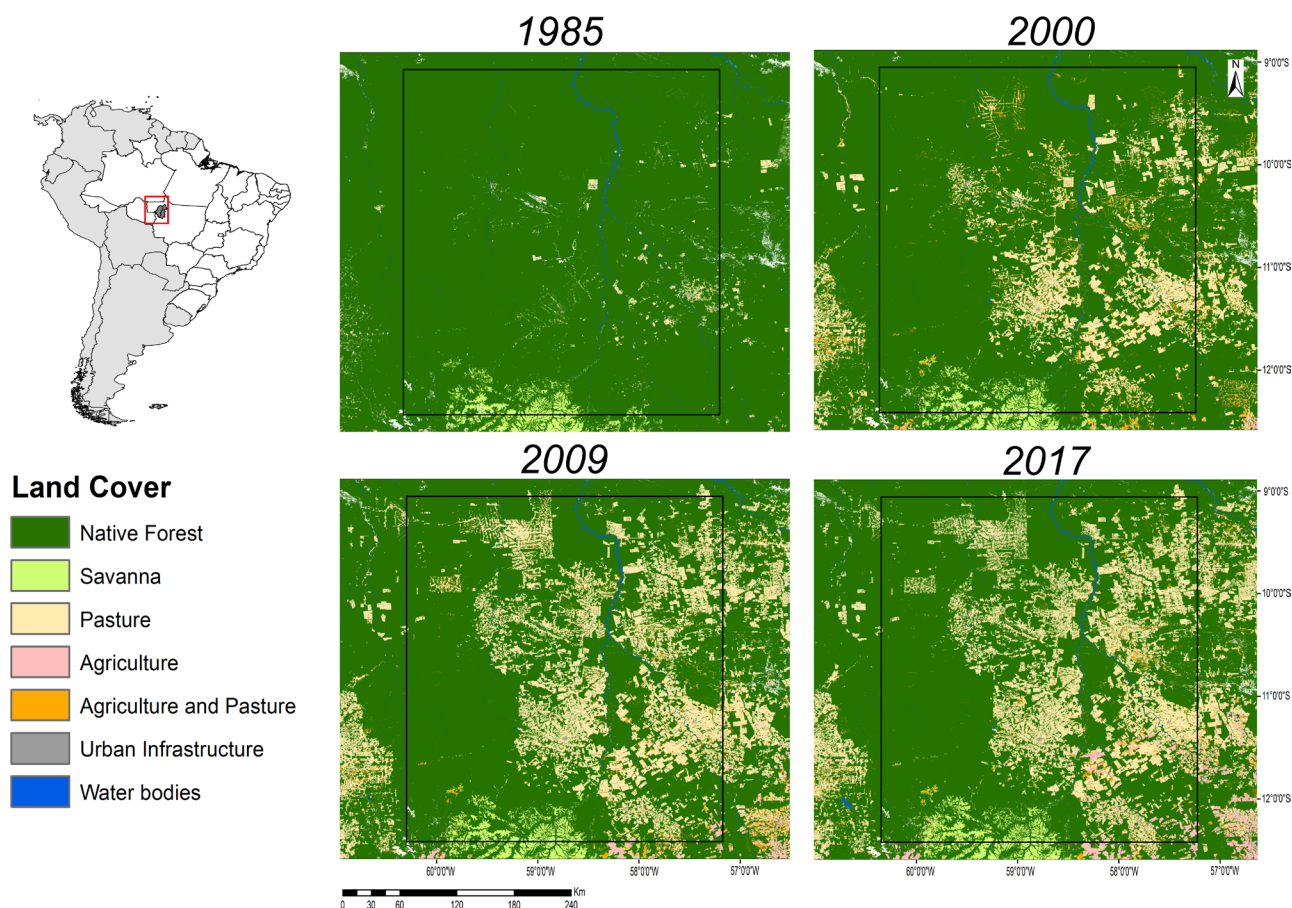 1985
2000
N
9°0'0"S
10°0'0"S
11°0'0"S
12°0'0"S
2009
2017
Land Cover
Native Forest
Savanna
Pasture
Agriculture
Agriculture and Pasture
Urban Infrastructure
Water bodies
9°0'0"S
10°0'0"S
11°0'0"S
12°0'0"S
60°0'0"W 59°0'0"W 58°0'0"W 57°0'0"W
60°0'0"W 59°0'0"W 58°0'0"W 57°0'0"W
Km
0 30 60 120 180 240